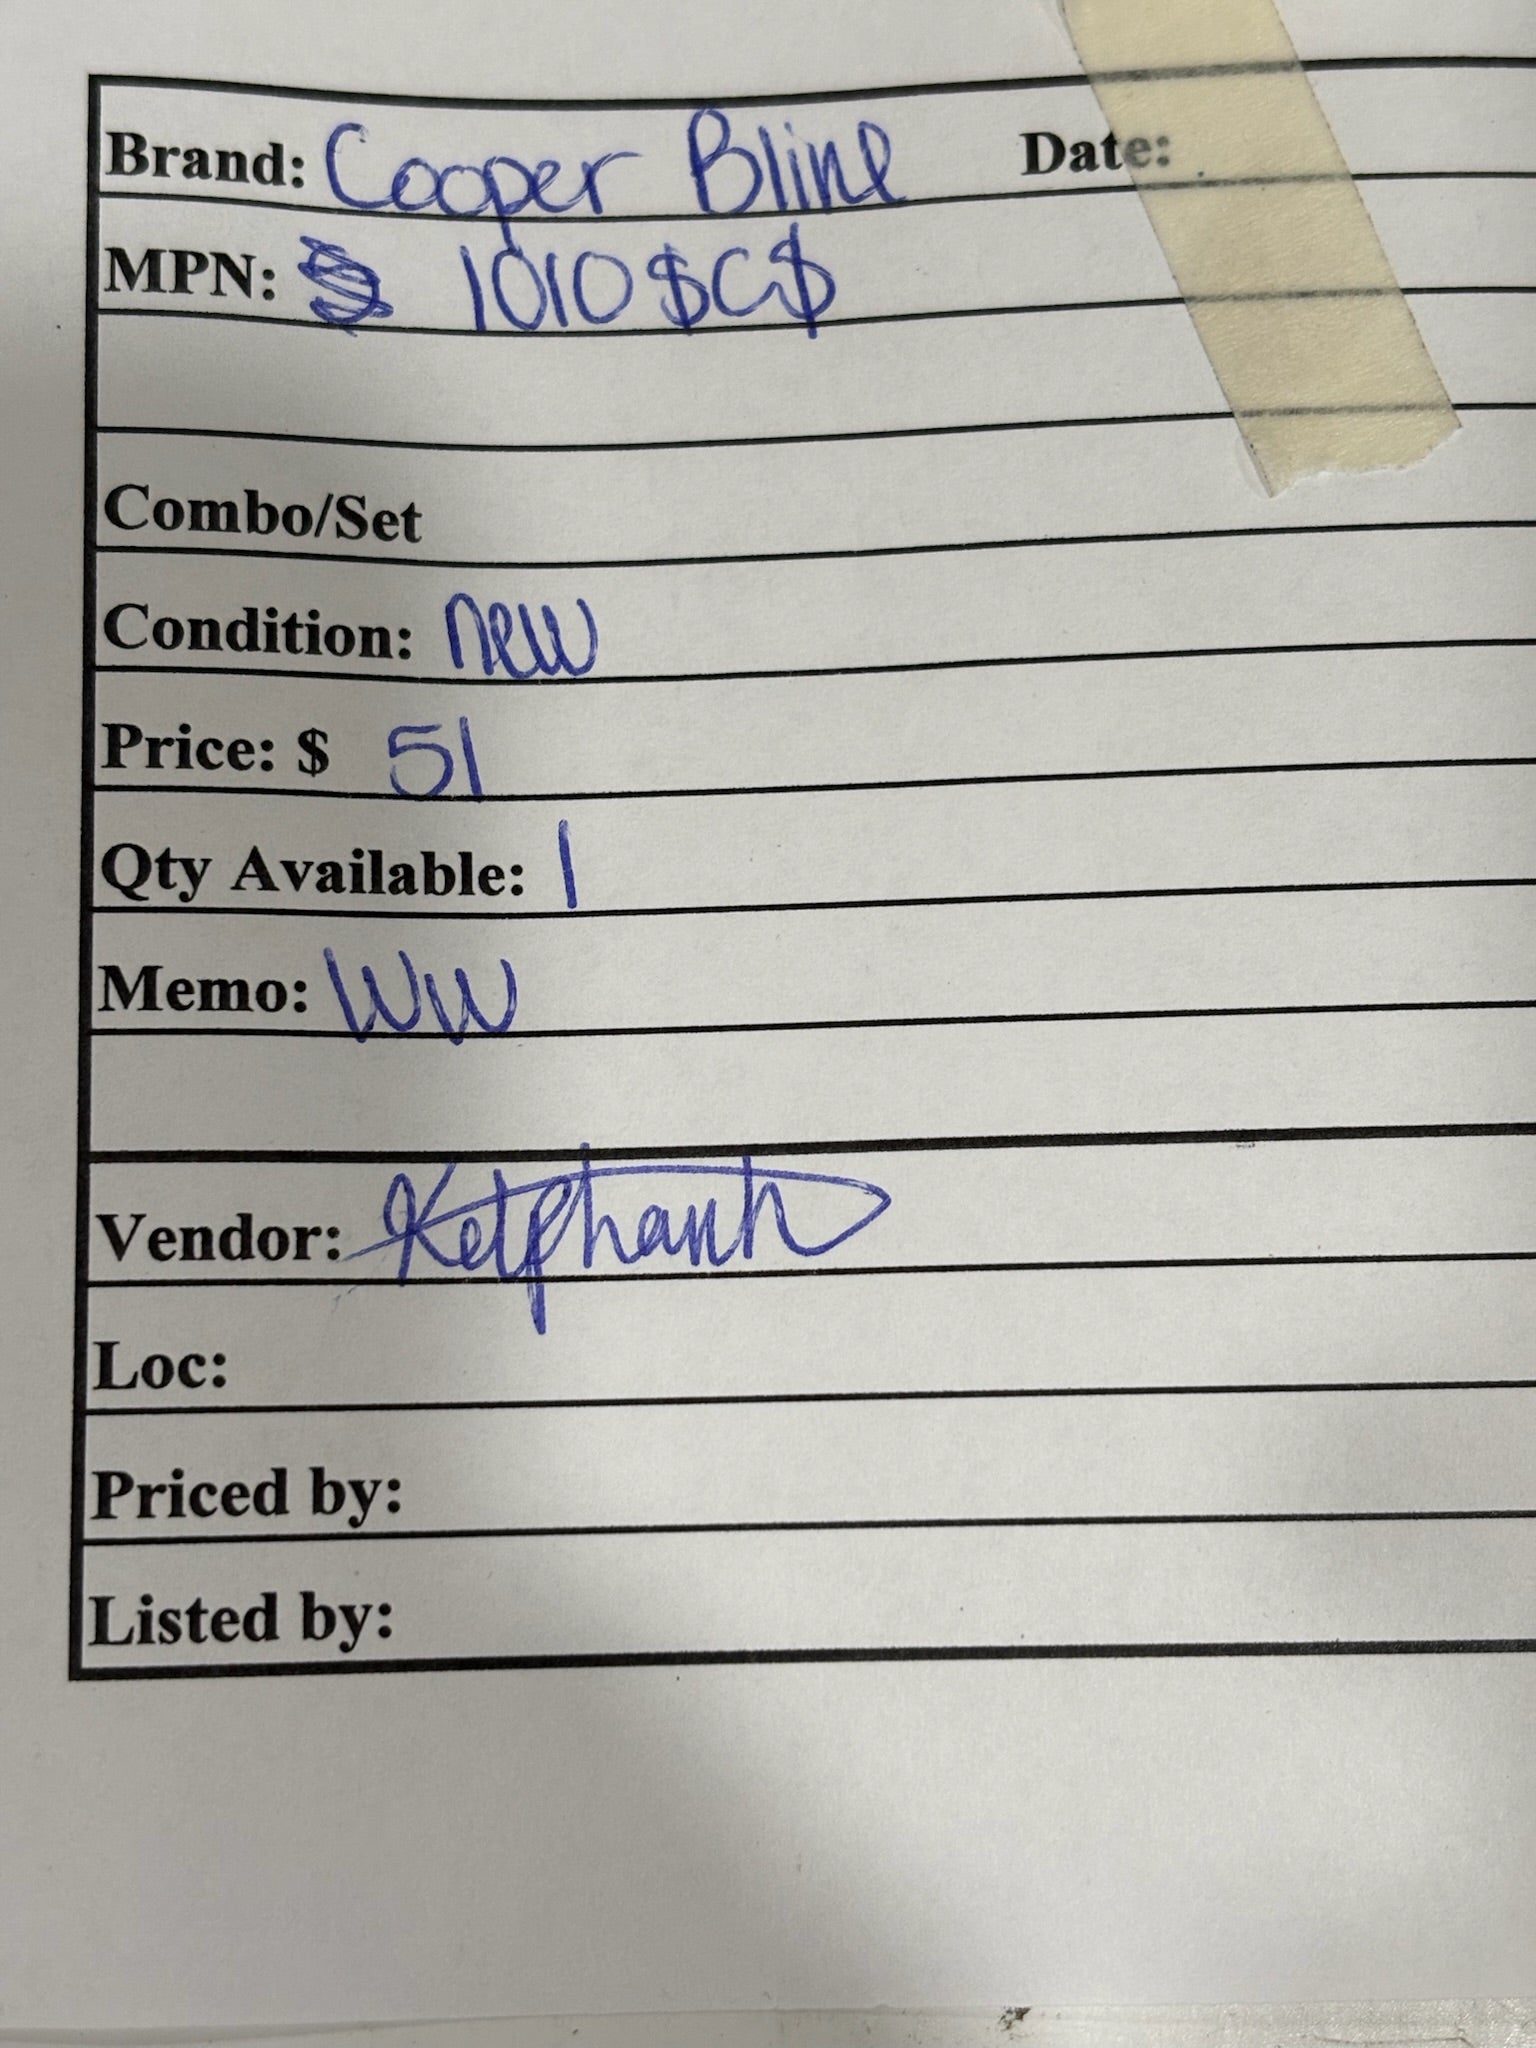 Brand: Cooper Bline Date:
MPN: 1010 $C$
Combo/Set
Condition: new
Price: $ 51
Qty Available: 1
Memo: WW
Vendor:
Loc:
Priced by:
Listed by: